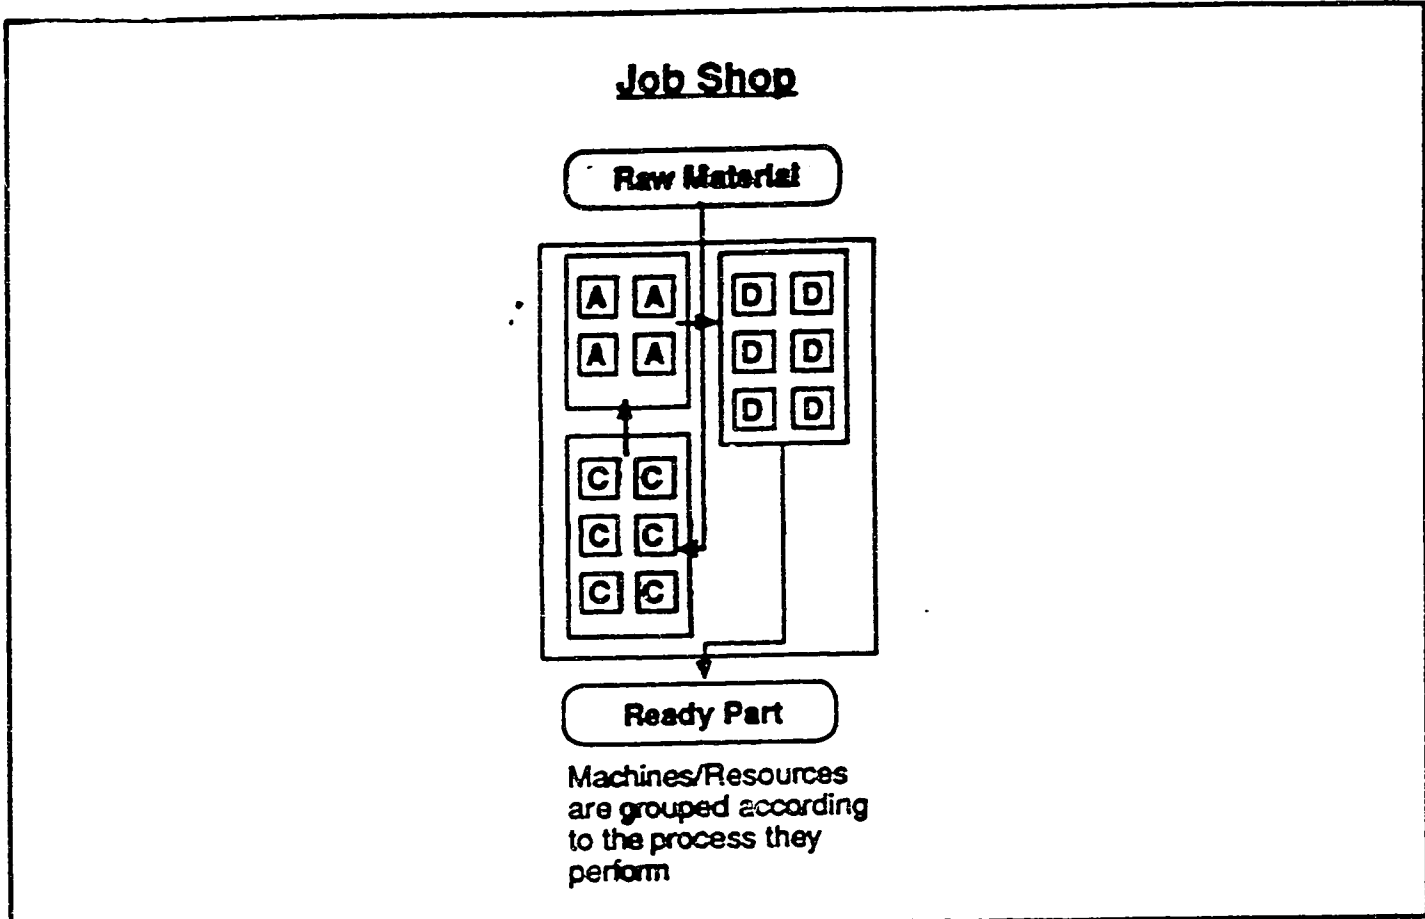 Job Shop
Raw Material
A A D D
A A D D
D D
C C
C C
C C
Ready Part
Machines/Resources
are grouped according
to the process they
perform